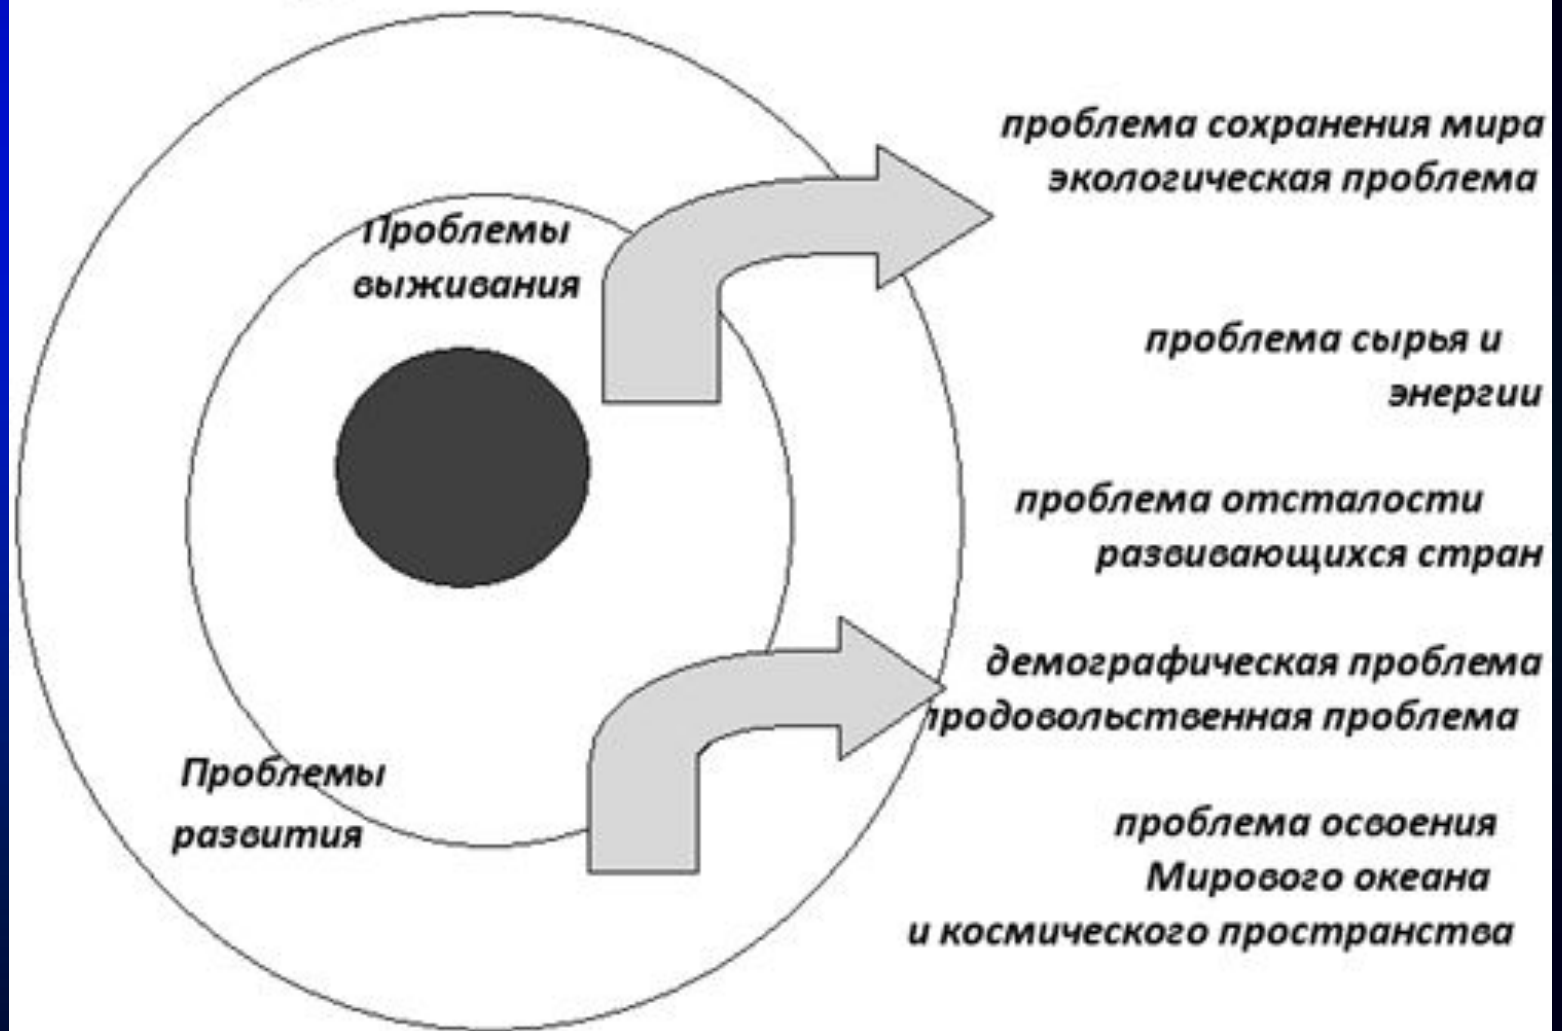 Проблемы
выживания
Проблемы
развития
проблема сохранения мира
экологическая проблема
проблема сырья и
энергии
проблема отсталости
развивающихся стран
демографическая проблема
продовольственная проблема
проблема освоения
Мирового океана
и космического пространства